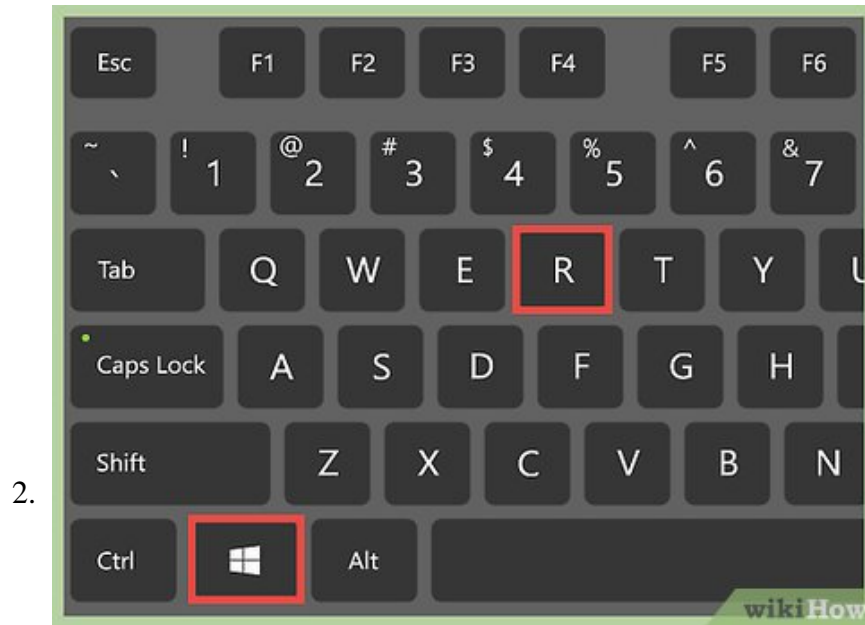 Esc F1 F2 F3 F4 F5 F6
~ ` ! 1 @ 2 # 3 $ 4 % 5 ^ 6 & 7
Tab Q W E R T Y U
Caps Lock A S D F G H
Shift Z X C V B N
2.
Ctrl Alt
wikiHow